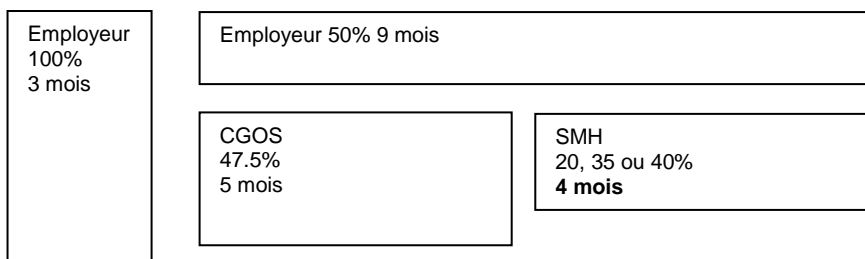 Employeur
100%
3 mois
Employeur 50% 9 mois
CGOS
47.5%
5 mois
SMH
20, 35 ou 40%
4 mois